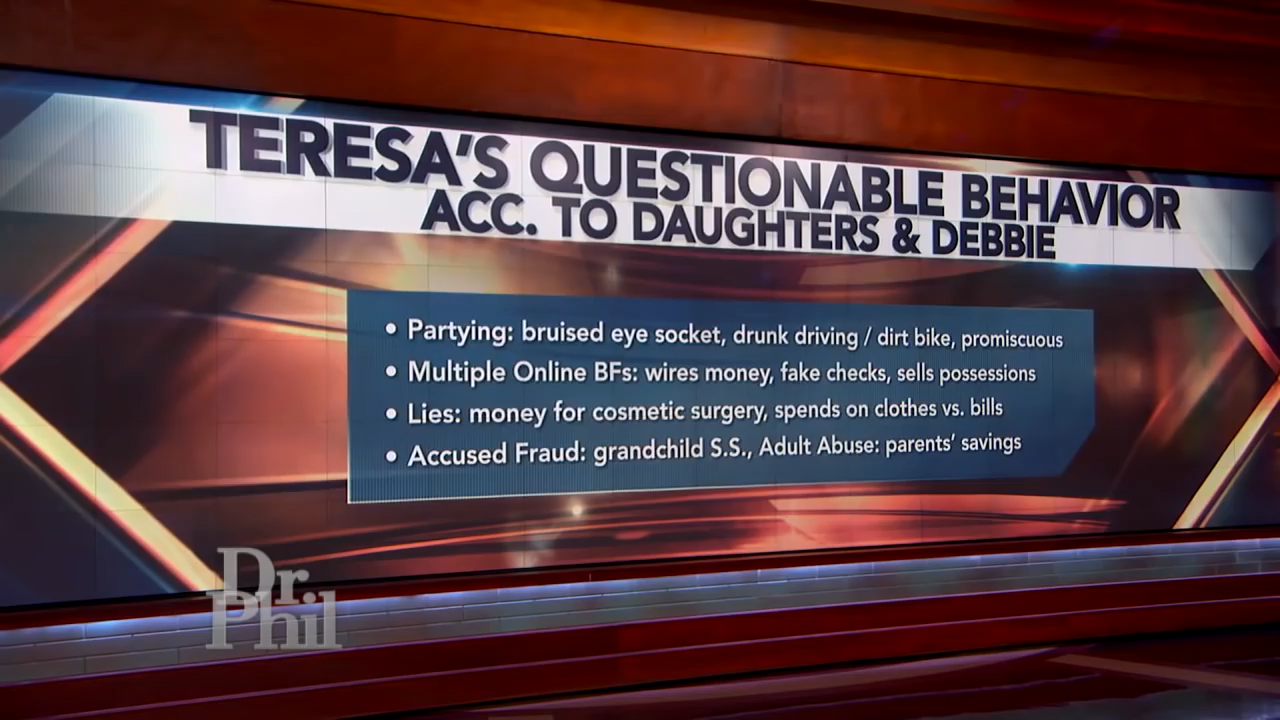 TERESA'S QUESTIONABLE BEHAVIOR
ACC. TO DAUGHTERS & DEBBIE
• Partying: bruised eye socket, drunk driving / dirt bike, promiscuous
• Multiple Online BFs: wires money, fake checks, sells possessions
• Lies: money for cosmetic surgery, spends on clothes vs. bills
• Accused Fraud: grandchild S.S., Adult Abuse: parents' savings
Dr.
Phil